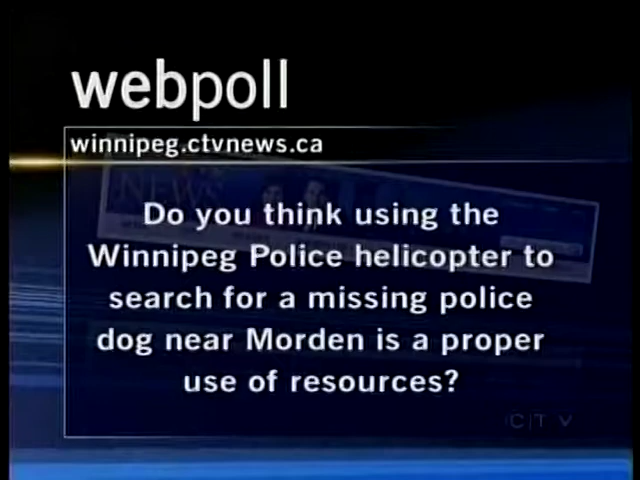 webpoll
winnipeg.ctvnews.ca
NEWS
Do you think using the
Winnipeg Police helicopter to
search for a missing police
dog near Morden is a proper
use of resources?
CTV